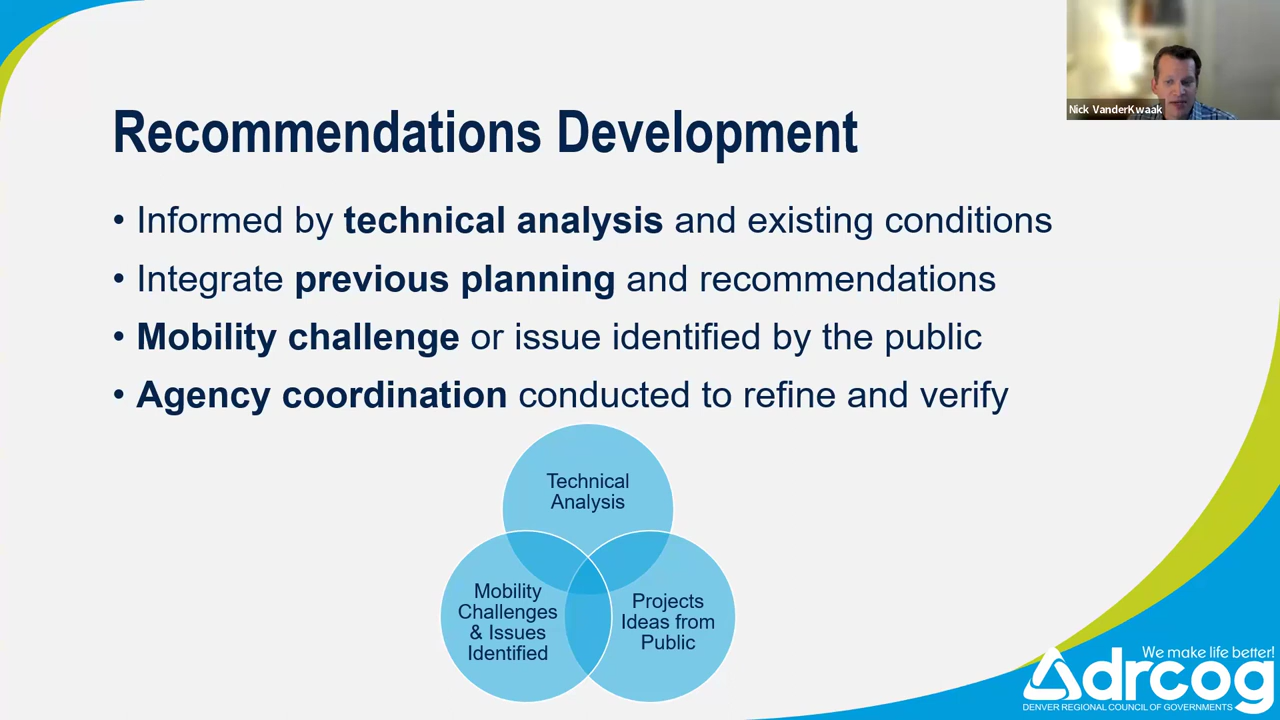 Nick VanderKwaak
Recommendations Development
• Informed by technical analysis and existing conditions
• Integrate previous planning and recommendations
• Mobility challenge or issue identified by the public
• Agency coordination conducted to refine and verify
Technical
Analysis
Mobility
Challenges
& Issues
Identified
Projects
Ideas from
Public
We make life better!
drcog
DENVER REGIONAL COUNCIL OF GOVERNMENTS